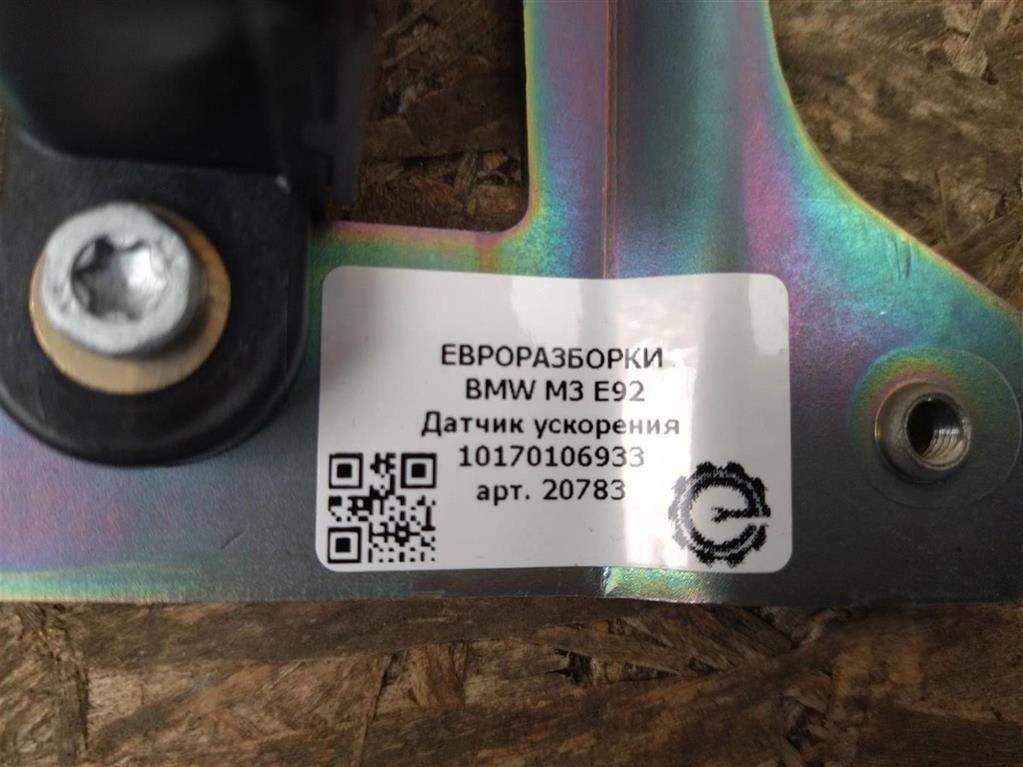 ЕВРОРАЗБОРКИ
BMW M3 E92
Датчик ускорения
10170106933
арт. 20783